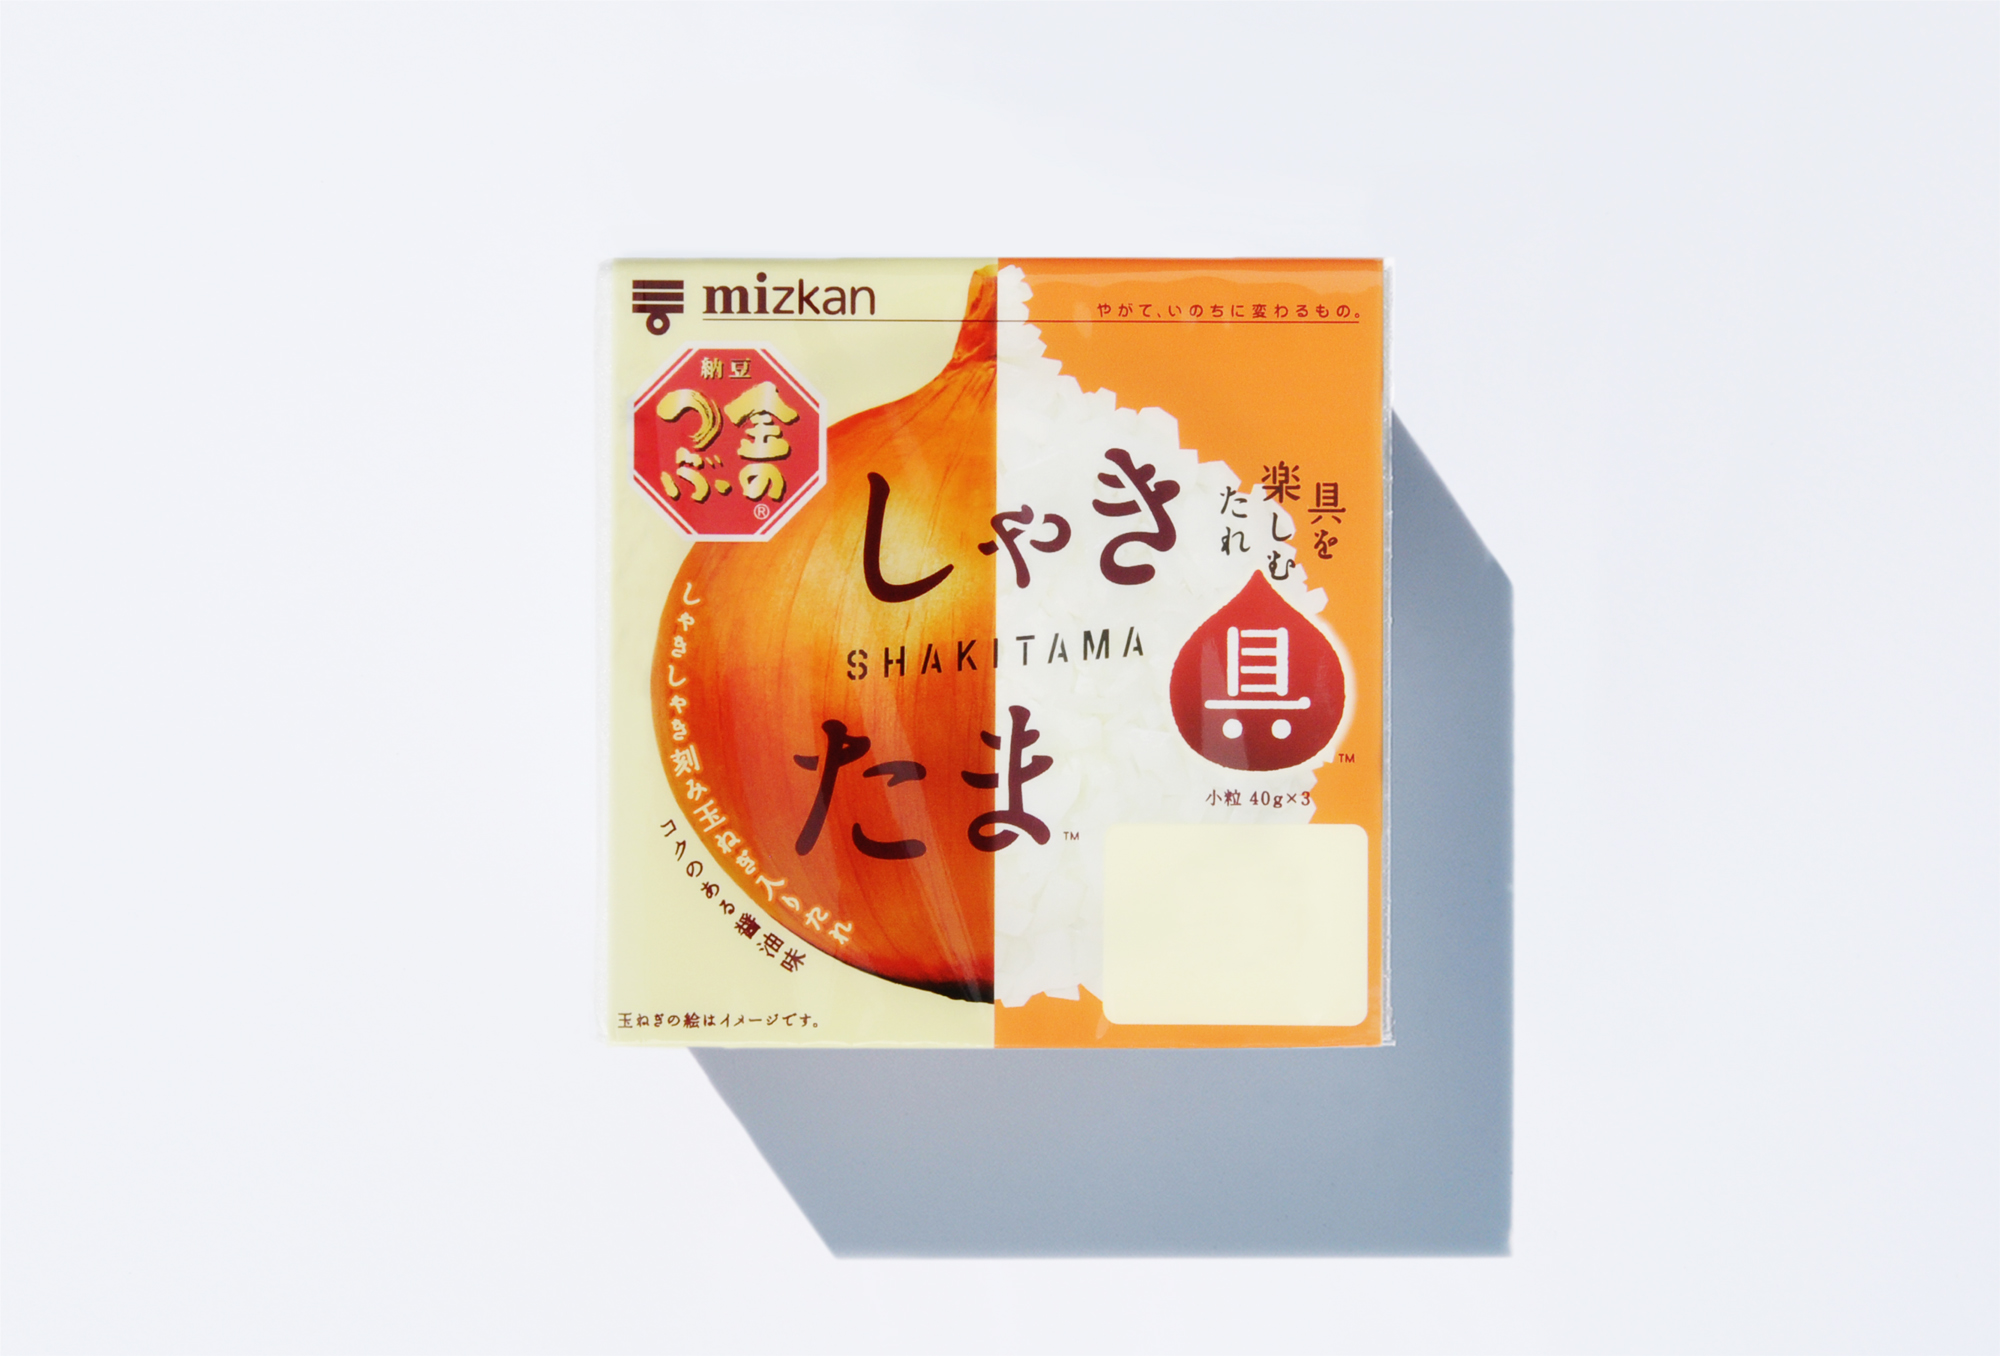 mizkan
やがて、いのちに変わるもの。
納豆
金の
つぶ
®
しゃき
SHAKITAMA
たま
™
具を
楽しむ
たれ
具
™
小粒 40g×3
しゃきしゃき刻み玉ねぎ入りたれ
コクのある醤油味
玉ねぎの絵はイメージです。